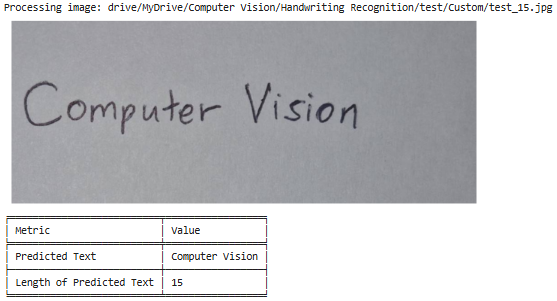 Processing image: drive/MyDrive/Computer Vision/Handwriting Recognition/test/Custom/test_15.jpg
Computer Vision
Metric Value
Predicted Text Computer Vision
Length of Predicted Text 15